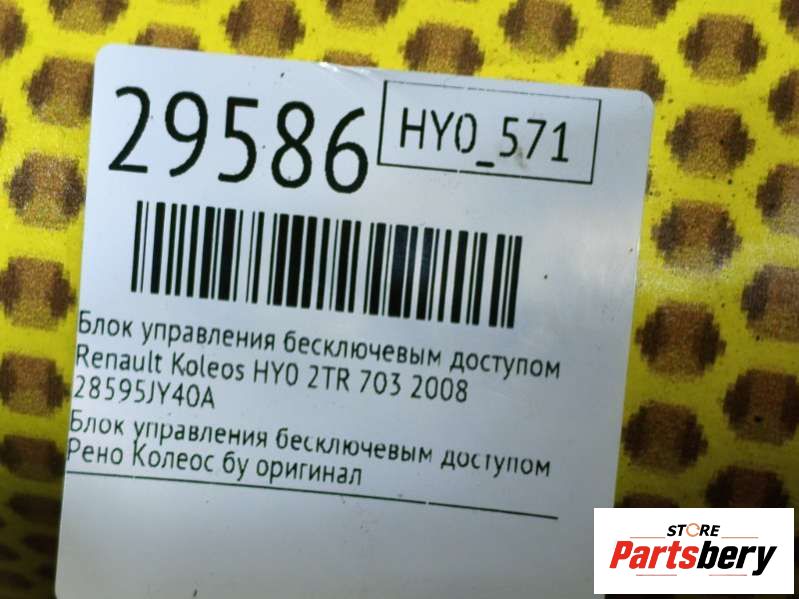 29586
HY0_571
Блок управления бесключевым доступом
Renault Koleos HY0 2TR 703 2008
28595JY40A
Блок управления бесключевым доступом
Рено Колеос бу оригинал
STORE
Partsbery